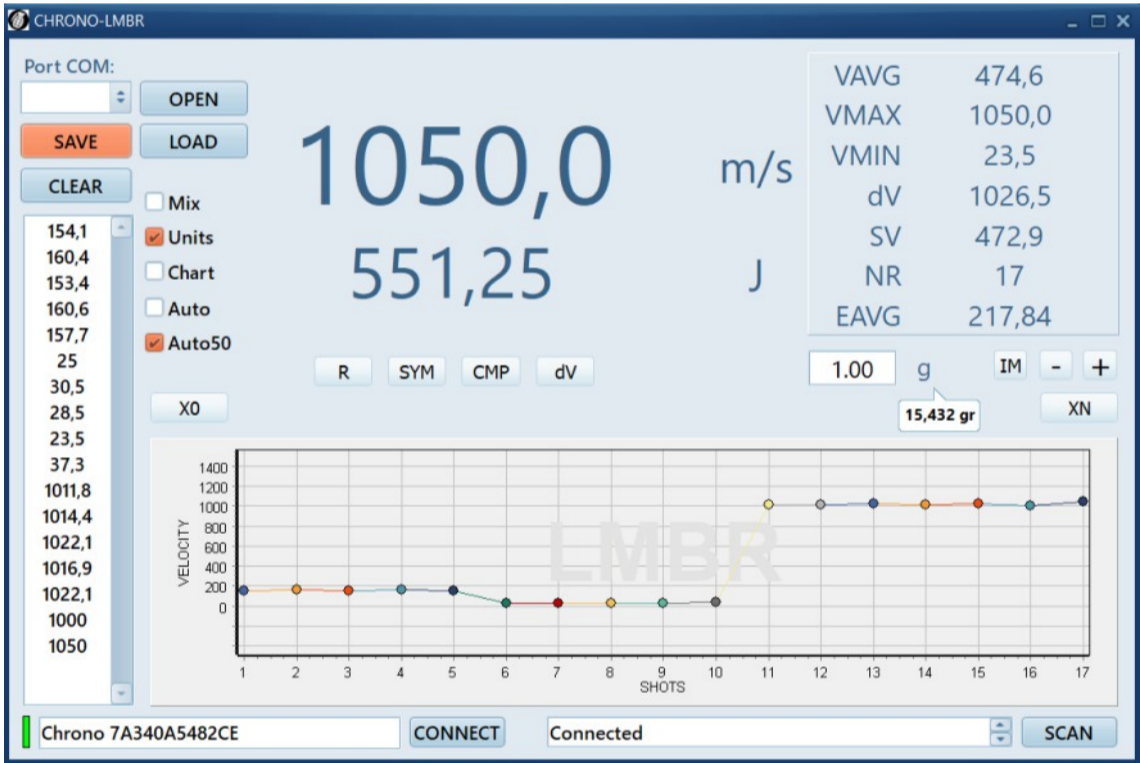 CHRONO-LMBR
Port COM:
OPEN
SAVE
LOAD
CLEAR
Mix
Units
Chart
Auto
Auto50
154,1
160,4
153,4
160,6
157,7
25
30,5
28,5
23,5
37,3
1011,8
1014,4
1022,1
1016,9
1022,1
1000
1050
1050,0 m/s
551,25 J
R SYM CMP dV
VAVG 474,6
VMAX 1050,0
VMIN 23,5
dV 1026,5
SV 472,9
NR 17
EAVG 217,84
1.00 g IM - +
15,432 gr
X0
XN
LMBR
VELOCITY
1400
1200
1000
800
600
400
200
0
1 2 3 4 5 6 7 8 9 10 11 12 13 14 15 16 17
SHOTS
Chrono 7A340A5482CE CONNECT Connected SCAN